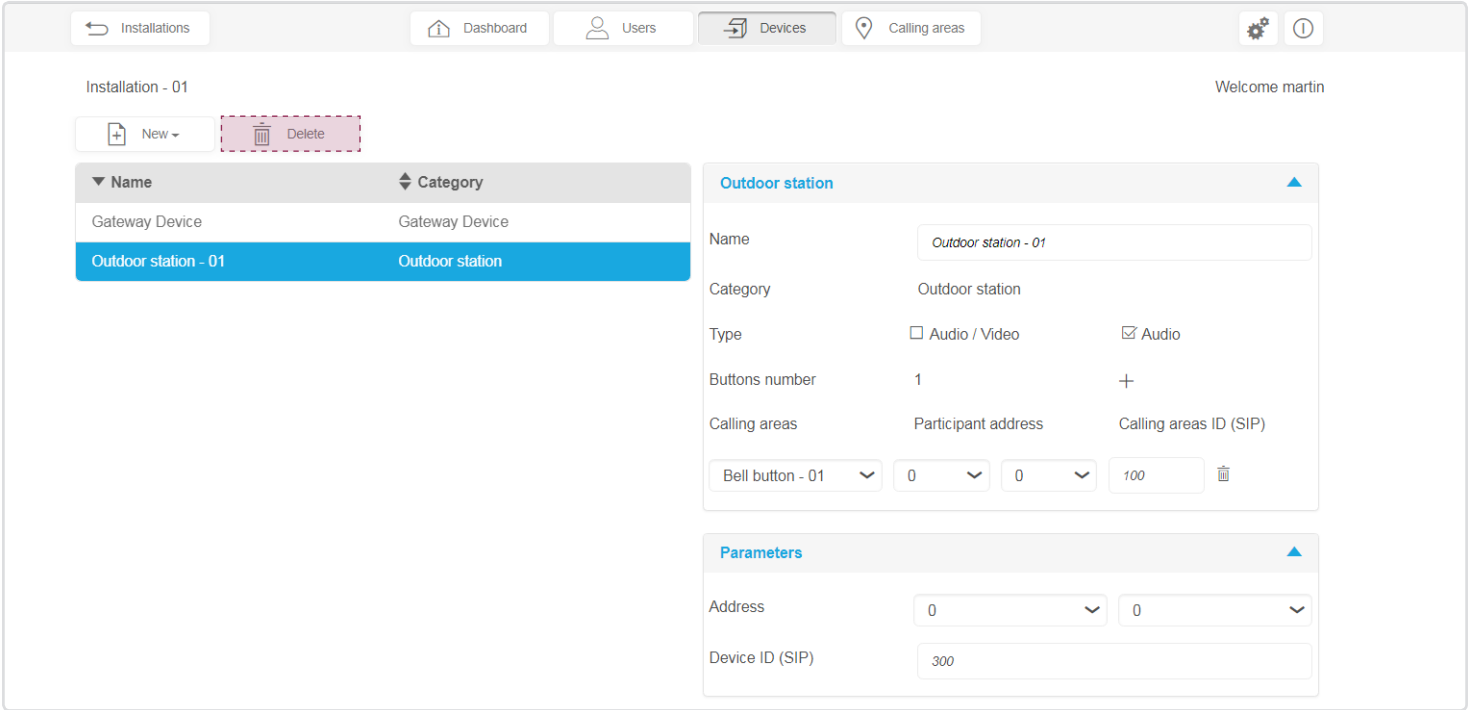 Installations Dashboard Users Devices Calling areas
Installation - 01 Welcome martin
New Delete
Name Category
Gateway Device Gateway Device
Outdoor station - 01 Outdoor station
Outdoor station
Name Outdoor station - 01
Category Outdoor station
Type Audio / Video Audio
Buttons number 1 +
Calling areas Participant address Calling areas ID (SIP)
Bell button - 01 0 0 100
Parameters
Address 0 0
Device ID (SIP) 300